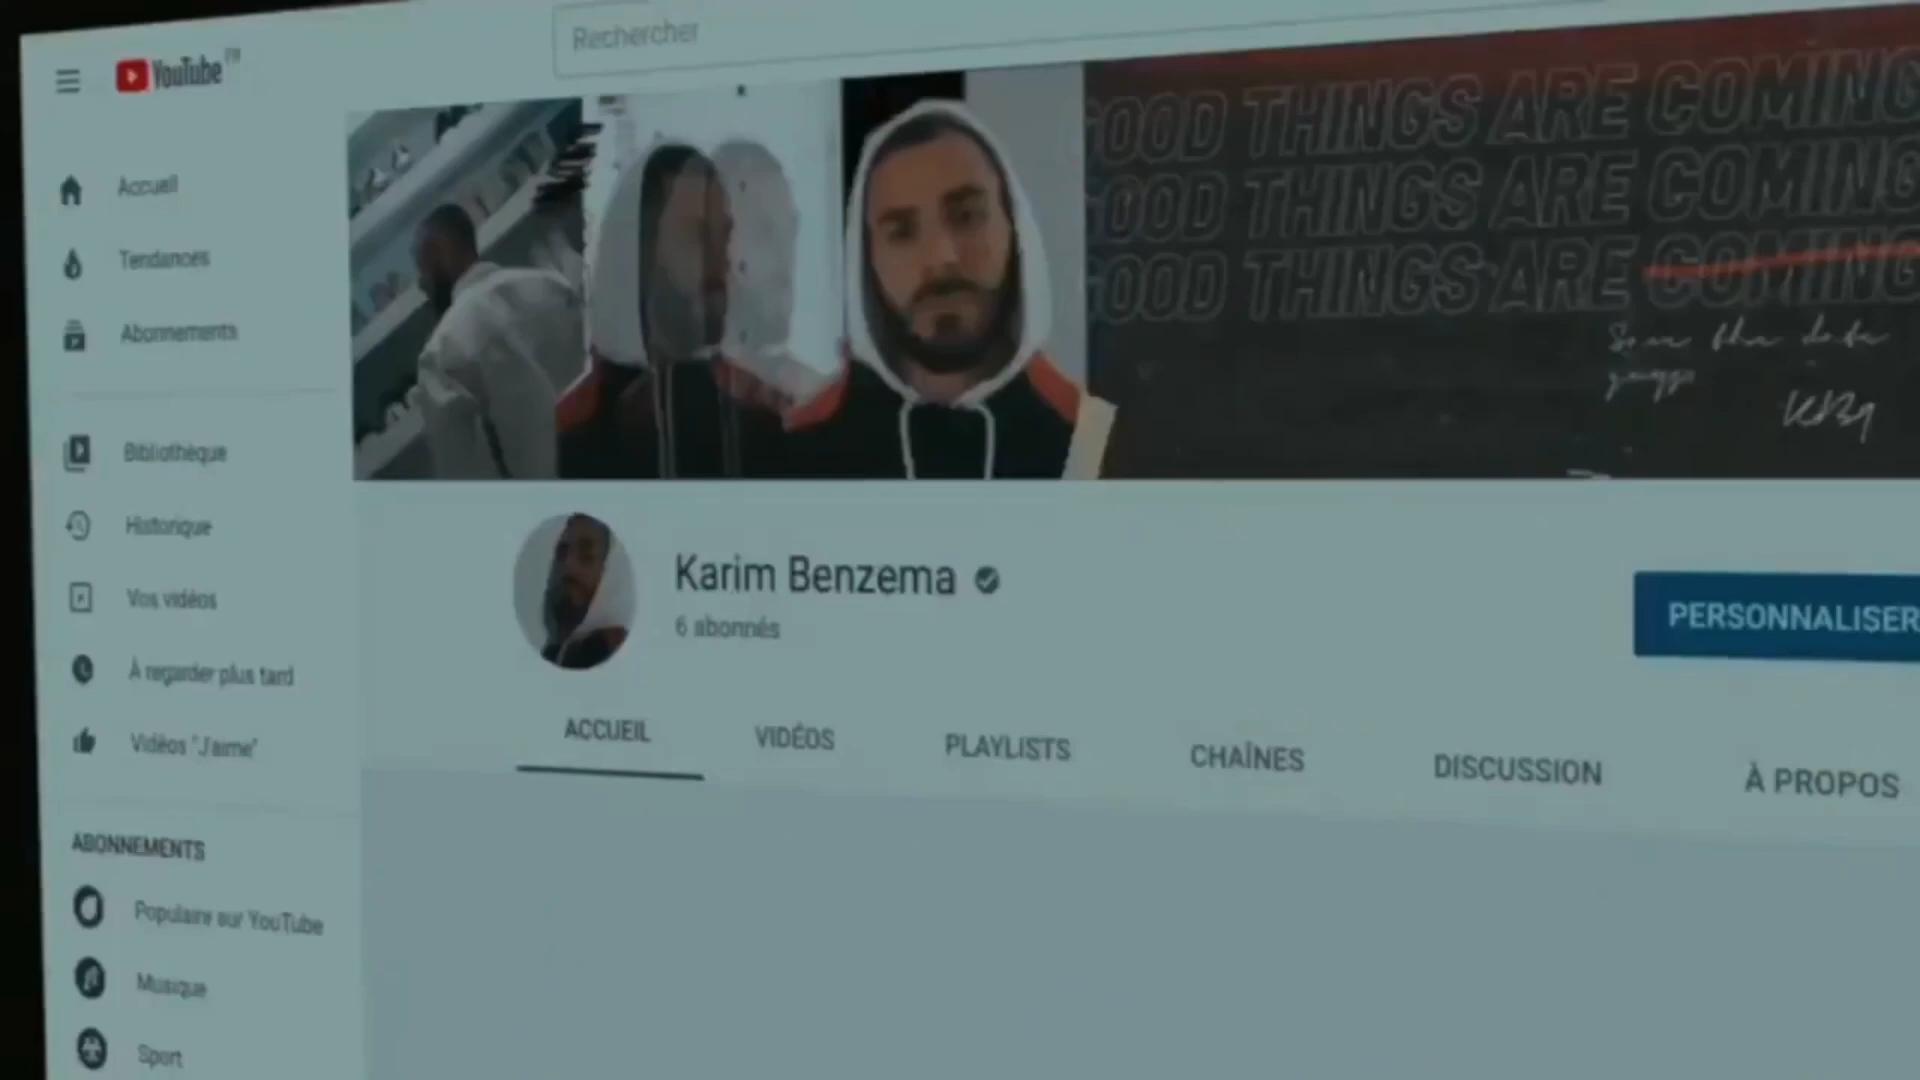 YouTube FR
Rechercher
Accueil
Tendances
Abonnements
Bibliothèque
Historique
Vos vidéos
À regarder plus tard
Vidéos "J'aime"
ABONNEMENTS
Populaire sur YouTube
Musique
Sport
GOOD THINGS ARE COMING
GOOD THINGS ARE COMING
GOOD THINGS ARE COMING
Karim Benzema
6 abonnés
PERSONNALISER
ACCUEIL
VIDÉOS
PLAYLISTS
CHAÎNES
DISCUSSION
À PROPOS